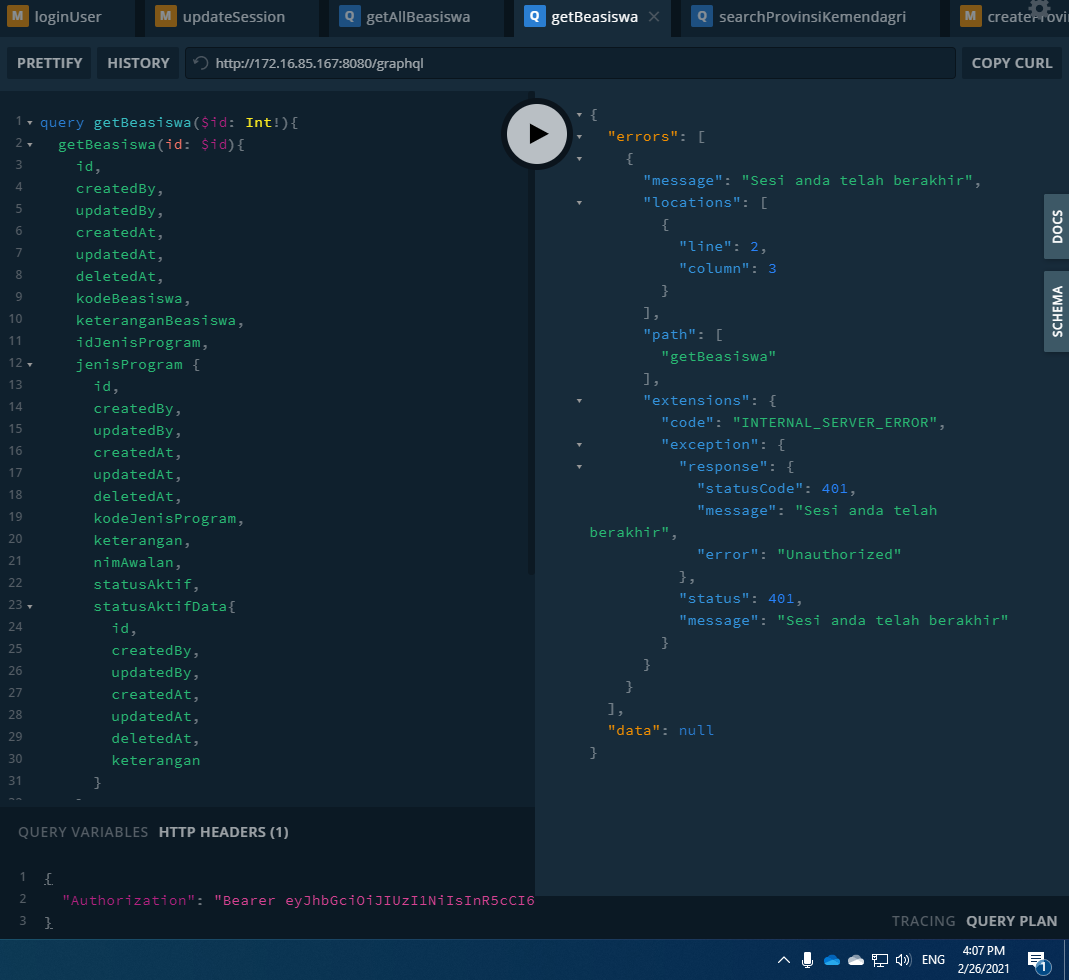 M loginUser M updateSession Q getAllBeasiswa Q getBeasiswa Q searchProvinsiKemendagri M createProvi
PRETTIFY HISTORY http://172.16.85.167:8080/graphql COPY CURL
1 query getBeasiswa($id: Int!){
2 getBeasiswa(id: $id){
3 id,
4 createdBy,
5 updatedBy,
6 createdAt,
7 updatedAt,
8 deletedAt,
9 kodeBeasiswa,
10 keteranganBeasiswa,
11 idJenisProgram,
12 jenisProgram {
13 id,
14 createdBy,
15 updatedBy,
16 createdAt,
17 updatedAt,
18 deletedAt,
19 kodeJenisProgram,
20 keterangan,
21 nimAwalan,
22 statusAktif,
23 statusAktifData{
24 id,
25 createdBy,
26 updatedBy,
27 createdAt,
28 updatedAt,
29 deletedAt,
30 keterangan
31 }
{
"errors": [
{
"message": "Sesi anda telah berakhir",
"locations": [
{
"line": 2,
"column": 3
}
],
"path": [
"getBeasiswa"
],
"extensions": {
"code": "INTERNAL_SERVER_ERROR",
"exception": {
"response": {
"statusCode": 401,
"message": "Sesi anda telah
berakhir",
"error": "Unauthorized"
},
"status": 401,
"message": "Sesi anda telah berakhir"
}
}
}
],
"data": null
}
DOCS
SCHEMA
QUERY VARIABLES HTTP HEADERS (1)
1 {
2 "Authorization": "Bearer eyJhbGciOiJIUzI1NiIsInR5cCI6
3 }
TRACING QUERY PLAN
ENG
4:07 PM
2/26/2021
1